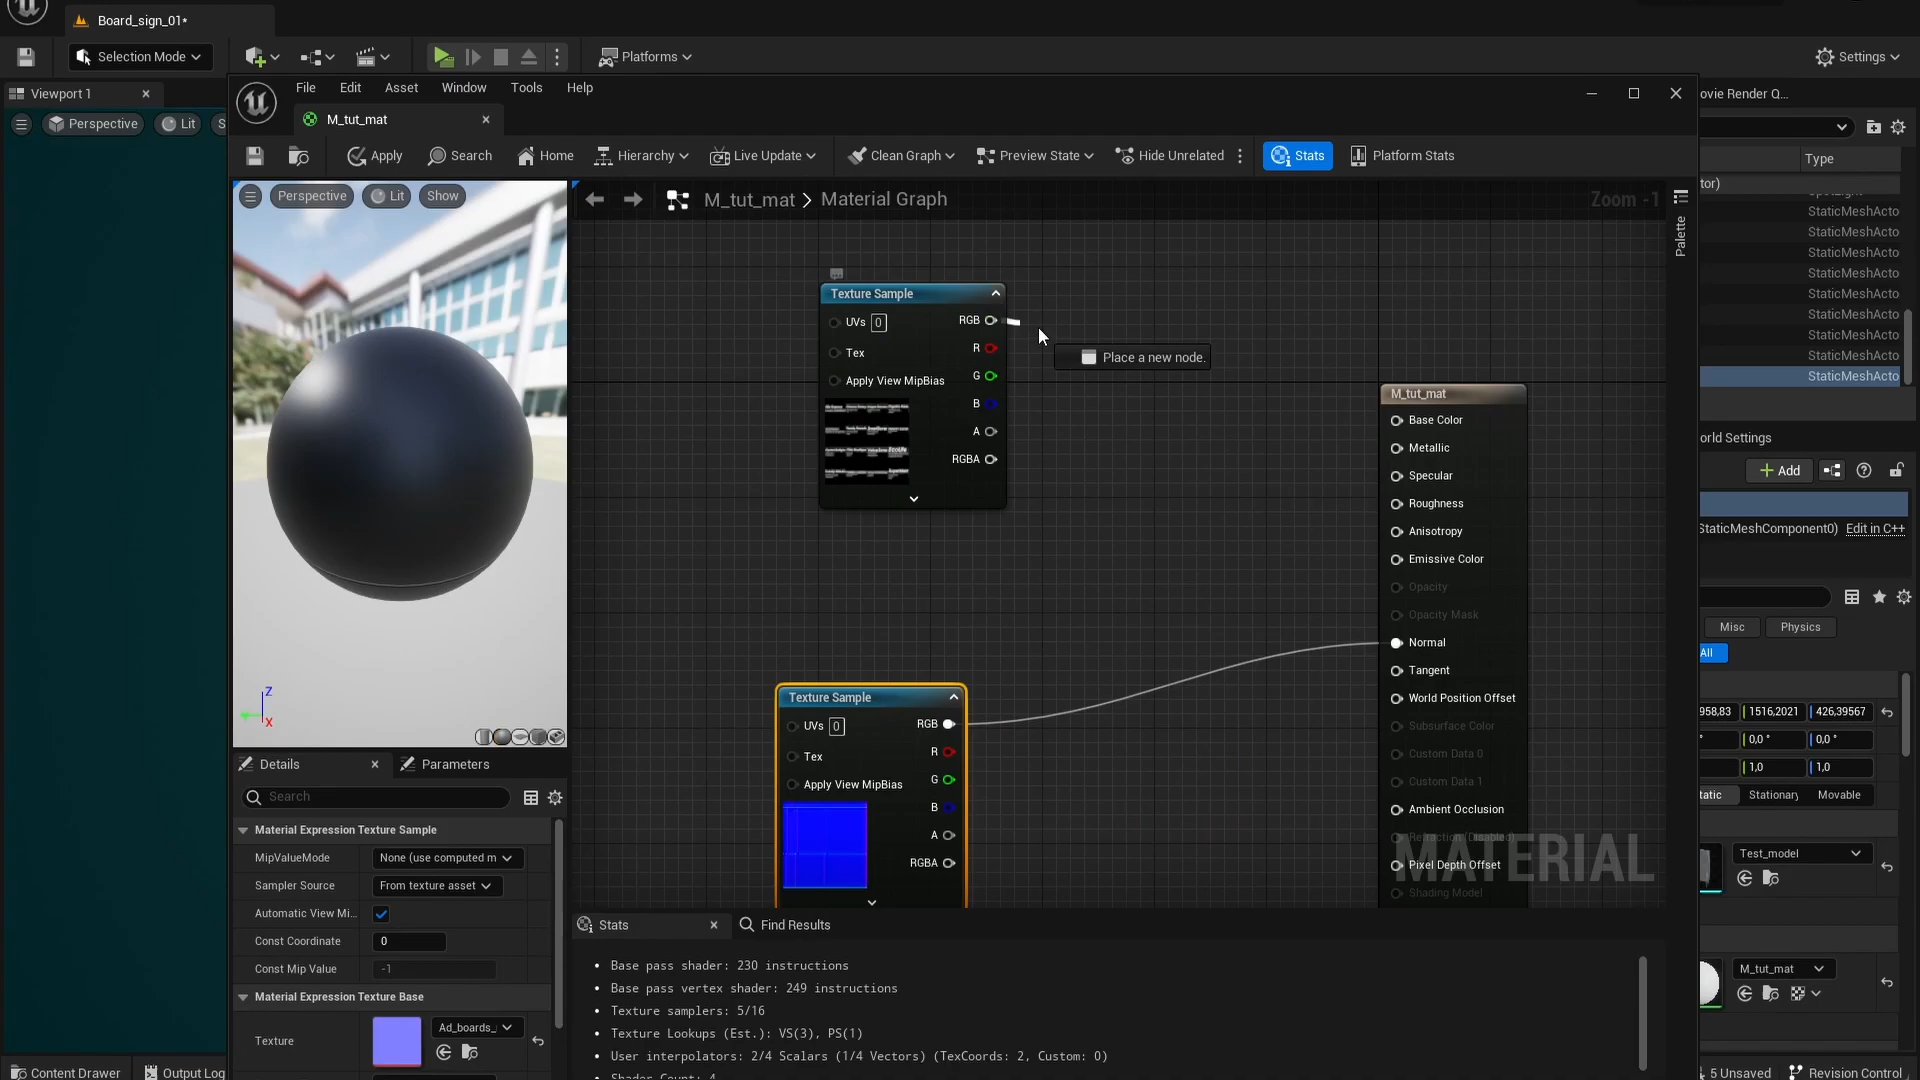 Board_sign_01*
Selection Mode
Platforms
Settings
Viewport 1
File Edit Asset Window Tools Help
ovie Render Q...
Perspective
Lit
S
M_tut_mat
Apply
Search
Home
Hierarchy
Live Update
Clean Graph
Preview State
Hide Unrelated
Stats
Platform Stats
Type
tor)
StaticMeshActo
StaticMeshActo
StaticMeshActo
StaticMeshActo
StaticMeshActo
StaticMeshActo
StaticMeshActo
StaticMeshActo
StaticMeshActo
Perspective
Lit
Show
M_tut_mat > Material Graph
Zoom -1
Palette
Texture Sample
UVs 0
RGB
Tex
R
Apply View MipBias
G
B
A
RGBA
Place a new node.
M_tut_mat
Base Color
Metallic
Specular
Roughness
Anisotropy
Emissive Color
Opacity
Opacity Mask
Normal
Tangent
World Position Offset
Subsurface Color
Custom Data 0
Custom Data 1
Ambient Occlusion
Refraction (Disabled)
Pixel Depth Offset
Shading Model
MATERIAL
Texture Sample
UVs 0
RGB
Tex
R
Apply View MipBias
G
B
A
RGBA
Z
X
Details
Parameters
Search
Material Expression Texture Sample
MipValueMode
None (use computed m
Sampler Source
From texture asset
Automatic View Mi...
Const Coordinate
0
Const Mip Value
-1
Material Expression Texture Base
Texture
Ad_boards_
Stats
Find Results
• Base pass shader: 230 instructions
• Base pass vertex shader: 249 instructions
• Texture samplers: 5/16
• Texture Lookups (Est.): VS(3), PS(1)
• User interpolators: 2/4 Scalars (1/4 Vectors) (TexCoords: 2, Custom: 0)
• Shader Count: 4
orld Settings
Add
StaticMeshComponent0)
Edit in C++
Misc
Physics
All
958,83
1516,2021
426,39567
°
0,0 °
0,0 °
1,0
1,0
tatic
Stationary
Movable
Test_model
M_tut_mat
Content Drawer
Output Log
5 Unsaved
Revision Control